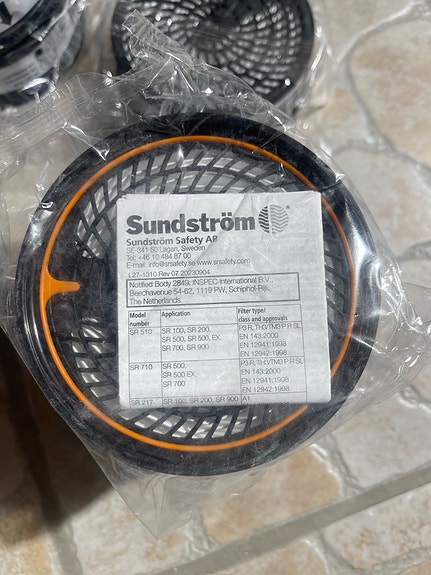 Sundström
Sundström Safety AB
SE-341 50 Lagan, Sweden
Tel: +46 10 484 87 00
E-mail: info@srsafety.se www.srsafety.com
L27-1310 Rev 07 20230904
Notified Body 2849: INSPEC International B.V.,
Beechavenue 54-62, 1119 PW, Schiphol-Rijk,
The Netherlands
Model number Application Filter type/ class and approvals
SR 510 SR 100, SR 200, P3 R, TH3/TM3 P R SL
SR 500, SR 500 EX, EN 143:2000
SR 700, SR 900 EN 12941:1998
EN 12942:1998
SR 710 SR 500, P3 R, TH3/TM3 P R SL
SR 500 EX EN 143:2000
SR 700 EN 12941:1998
EN 12942:1998
SR 217 SR 100, SR 200, SR 900 A1